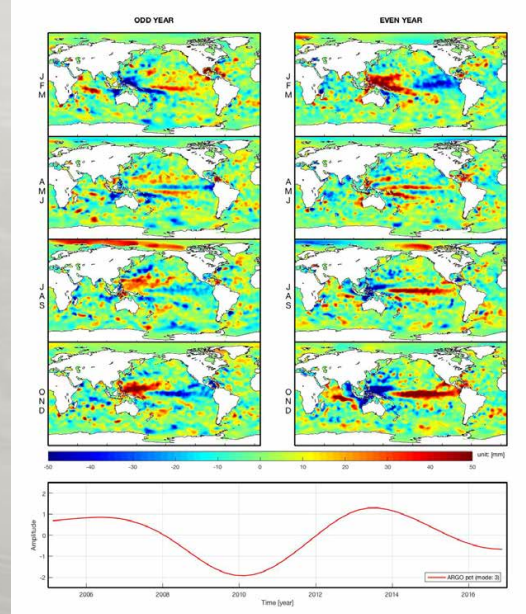 ODD YEAR
EVEN YEAR
J
F
M
J
F
M
A
M
J
A
M
J
J
A
S
J
A
S
O
N
D
O
N
D
unit: [mm]
-50 -40 -30 -20 -10 0 10 20 30 40 50
2
1
0
-1
-2
Amplitude
ARGO pct (mode: 3)
2006 2008 2010 2012 2014 2016
Time [year]